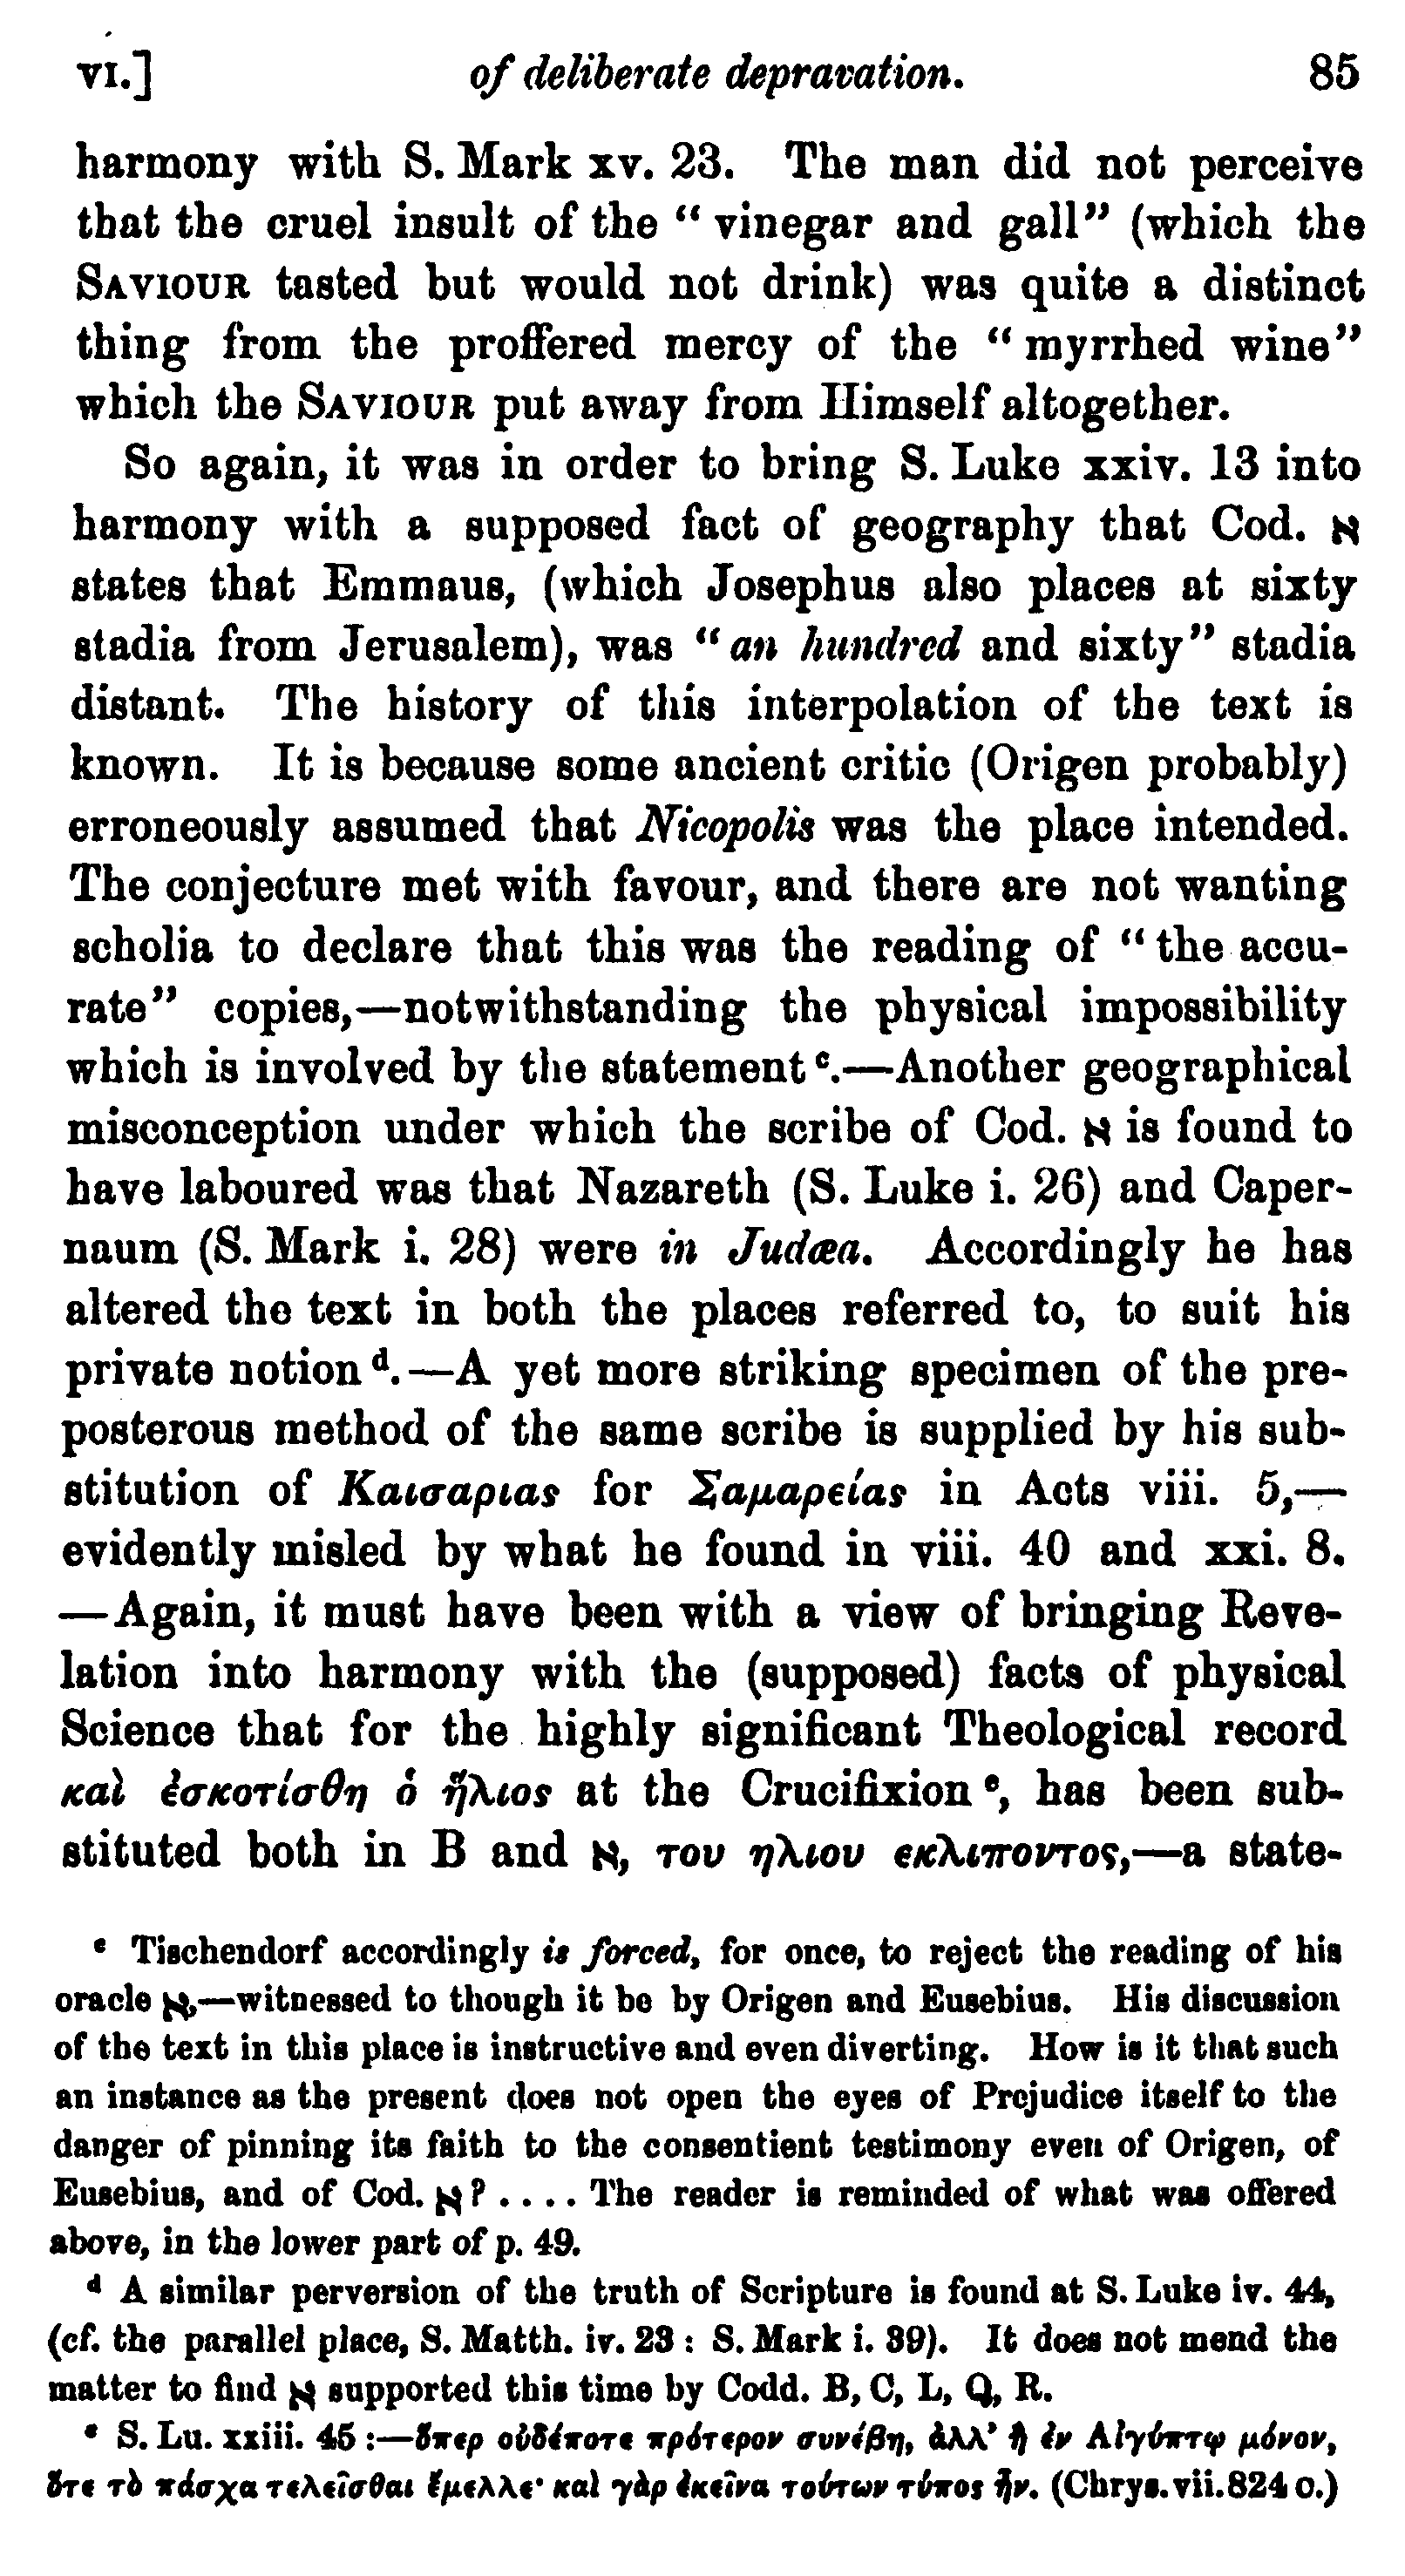 VI.] of deliberate depravation. 85
harmony with S. Mark xv. 23. The man did not perceive
that the cruel insult of the “vinegar and gall” (which the
SAVIOUR tasted but would not drink) was quite a distinct
thing from the proffered mercy of the “myrrhed wine”
which the SAVIOUR put away from Himself altogether.
So again, it was in order to bring S. Luke xxiv. 13 into
harmony with a supposed fact of geography that Cod. א
states that Emmaus, (which Josephus also places at sixty
stadia from Jerusalem), was “an hundred and sixty” stadia
distant. The history of this interpolation of the text is
known. It is because some ancient critic (Origen probably)
erroneously assumed that Nicopolis was the place intended.
The conjecture met with favour, and there are not wanting
scholia to declare that this was the reading of “the accu-
rate” copies,—notwithstanding the physical impossibility
which is involved by the statement c.—Another geographical
misconception under which the scribe of Cod. א is found to
have laboured was that Nazareth (S. Luke i. 26) and Caper-
naum (S. Mark i. 28) were in Judæa. Accordingly he has
altered the text in both the places referred to, to suit his
private notion d.—A yet more striking specimen of the pre-
posterous method of the same scribe is supplied by his sub-
stitution of Καισαριας for Σαμαρείας in Acts viii. 5,—
evidently misled by what he found in viii. 40 and xxi. 8.
—Again, it must have been with a view of bringing Reve-
lation into harmony with the (supposed) facts of physical
Science that for the highly significant Theological record
καὶ ἐσκοτίσθη ὁ ἥλιος at the Crucifixion e, has been sub-
stituted both in B and א, του ηλιου εκλιποντος,—a state-
c Tischendorf accordingly is forced, for once, to reject the reading of his
oracle א,—witnessed to though it be by Origen and Eusebius. His discussion
of the text in this place is instructive and even diverting. How is it that such
an instance as the present does not open the eyes of Prejudice itself to the
danger of pinning its faith to the consentient testimony even of Origen, of
Eusebius, and of Cod. א? .... The reader is reminded of what was offered
above, in the lower part of p. 49.
d A similar perversion of the truth of Scripture is found at S. Luke iv. 44,
(cf. the parallel place, S. Matth. iv. 23: S. Mark i. 39). It does not mend the
matter to find א supported this time by Codd. B, C, L, Q, R.
e S. Lu. xxiii. 45:—ὅπερ οὐδέποτε πρότερον συνέβη, ἀλλ’ ἢ ἐν Αἰγύπτῳ μόνον,
ὅτε τὸ πάσχα τελεῖσθαι ἔμελλε· καὶ γὰρ ἐκεῖνα τούτων τύπος ἦν. (Chrys. vii. 824 C.)